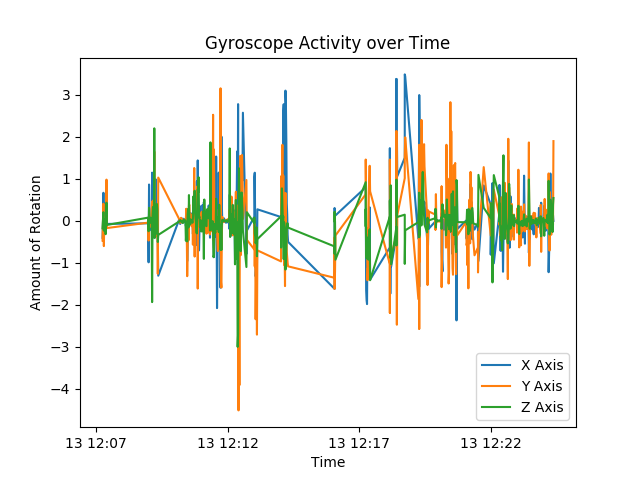 Gyroscope Activity over Time
Amount of Rotation
3
2
1
0
−1
−2
−3
−4
X Axis
Y Axis
Z Axis
13 12:07 13 12:12 13 12:17 13 12:22
Time